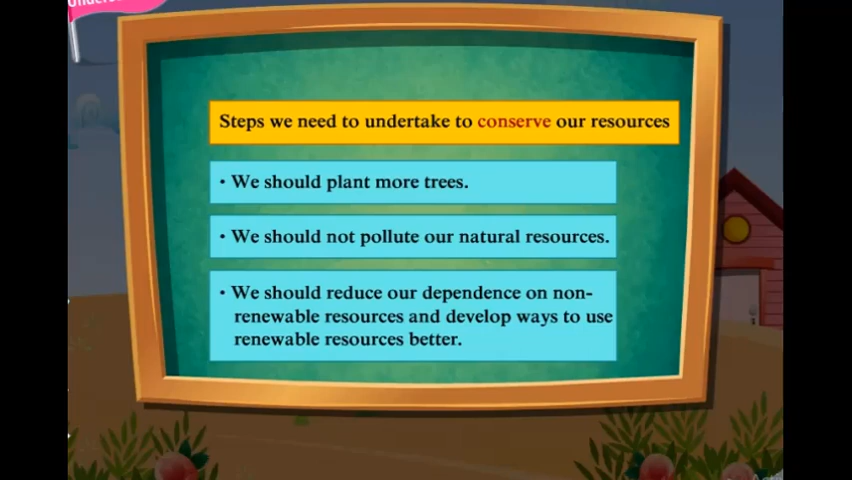 Steps we need to undertake to conserve our resources
• We should plant more trees.
• We should not pollute our natural resources.
• We should reduce our dependence on non-
renewable resources and develop ways to use
renewable resources better.